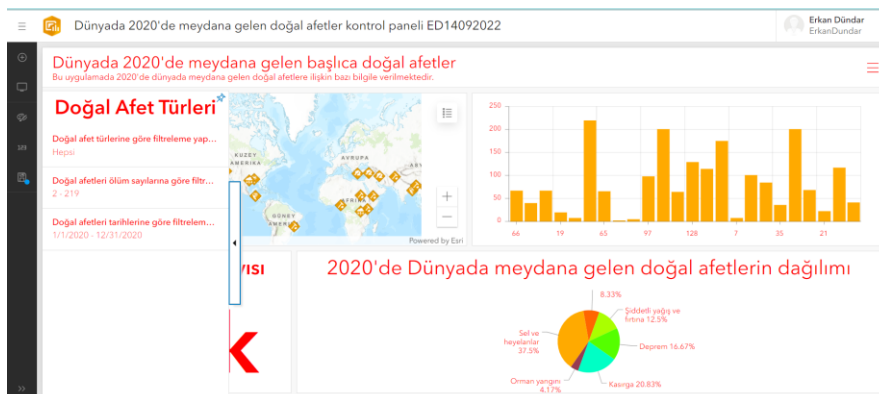 Dünyada 2020'de meydana gelen doğal afetler kontrol paneli ED14092022
Erkan Dündar
ErkanDundar
Dünyada 2020'de meydana gelen başlıca doğal afetler
Bu uygulamada 2020'de dünyada meydana gelen doğal afetlere ilişkin bazı bilgile verilmektedir.
Doğal Afet Türleri
Doğal afet türlerine göre filtreleme yap...
Hepsi
Doğal afetleri ölüm sayılarına göre filtr...
2 - 219
Doğal afetleri tarihlerine göre filtrelem...
1/1/2020 - 12/31/2020
KUZEY
AMERIKA
AVRUPA
GÜNEY
Powered by Esri
250
200
150
100
50
0
66 19 65 97 128 7 35 21
YISI
K
2020'de Dünyada meydana gelen doğal afetlerin dağılımı
8.33%
Şiddetli yağış ve
fırtına 12.5%
Deprem 16.67%
Kasırga 20.83%
Orman yangını
4.17%
Sel ve
heyelanlar
37.5%